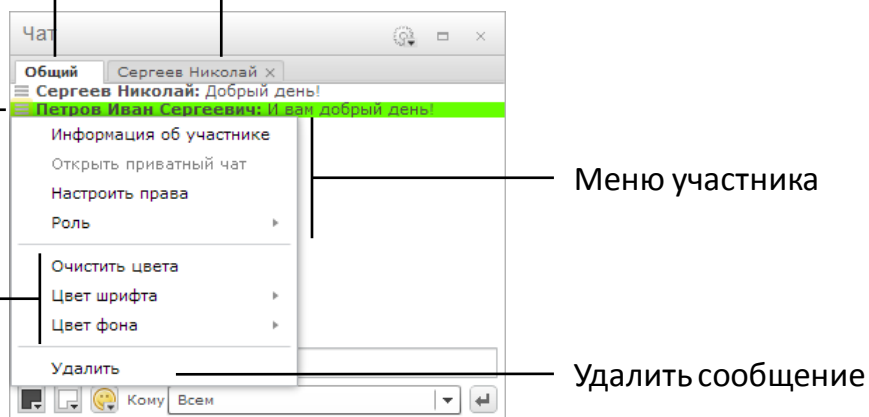 Чат
Общий
Сергеев Николай ×
Сергеев Николай: Добрый день!
Петров Иван Сергеевич: И вам добрый день!
Информация об участнике
Открыть приватный чат
Настроить права
Роль
Меню участника
Очистить цвета
Цвет шрифта
Цвет фона
Удалить
Удалить сообщение
Кому Всем